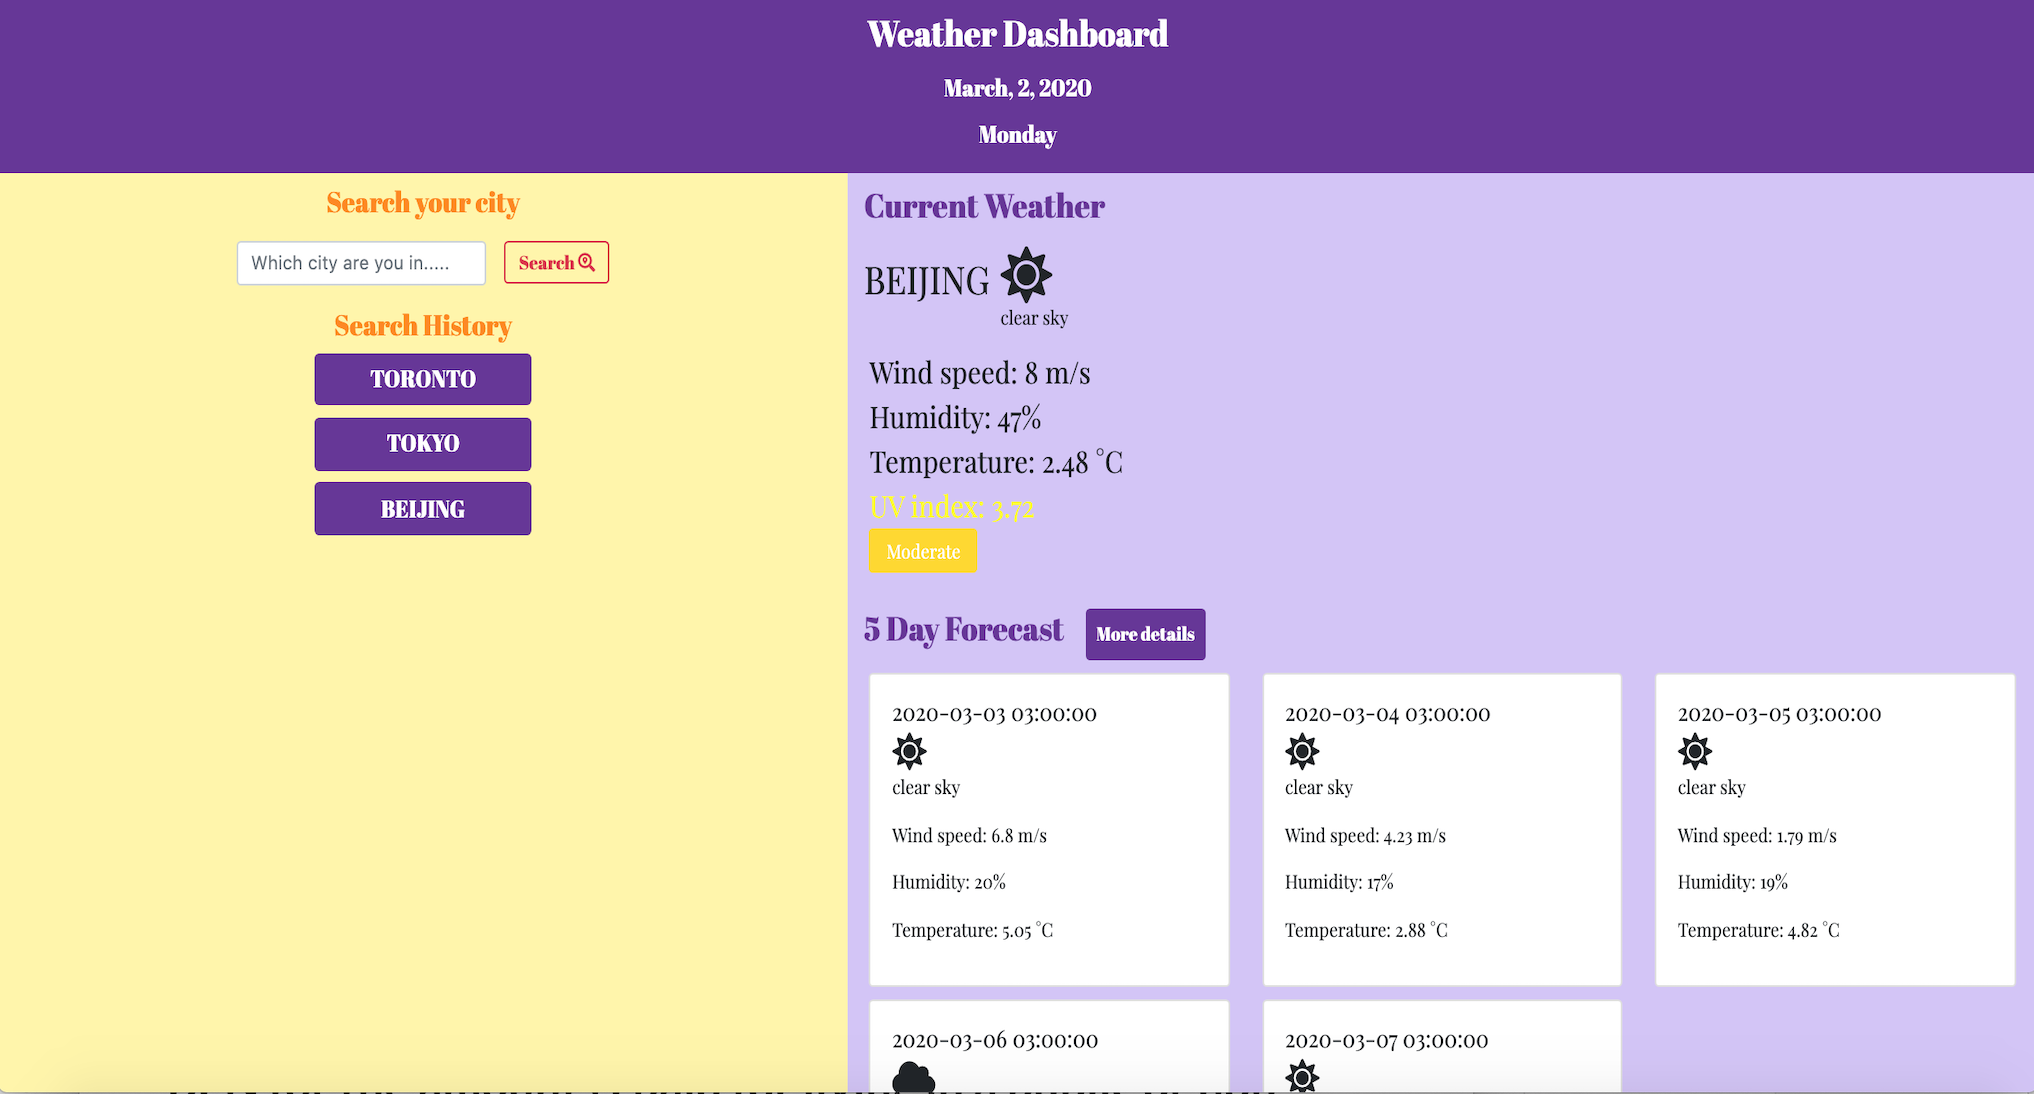 Weather Dashboard
March, 2, 2020
Monday
Search your city
Which city are you in.....
Search
Search History
TORONTO
TOKYO
BEIJING
Current Weather
BEIJING
clear sky
Wind speed: 8 m/s
Humidity: 47%
Temperature: 2.48 °C
UV index: 3.72
Moderate
5 Day Forecast
More details
2020-03-03 03:00:00
clear sky
Wind speed: 6.8 m/s
Humidity: 20%
Temperature: 5.05 °C
2020-03-04 03:00:00
clear sky
Wind speed: 4.23 m/s
Humidity: 17%
Temperature: 2.88 °C
2020-03-05 03:00:00
clear sky
Wind speed: 1.79 m/s
Humidity: 19%
Temperature: 4.82 °C
2020-03-06 03:00:00
2020-03-07 03:00:00